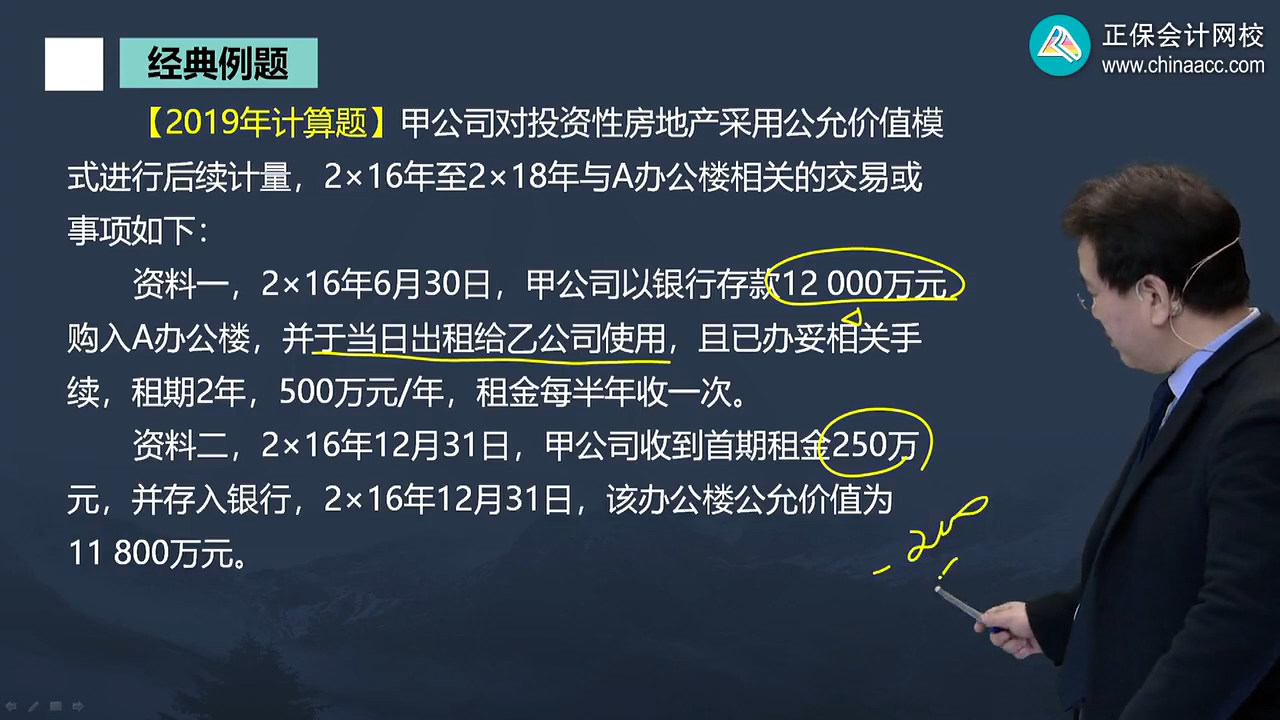 正保会计网校
www.chinaacc.com
经典例题
【2019年计算题】甲公司对投资性房地产采用公允价值模
式进行后续计量，2×16年至2×18年与A办公楼相关的交易或
事项如下：
资料一，2×16年6月30日，甲公司以银行存款12 000万元
购入A办公楼，并于当日出租给乙公司使用，且已办妥相关手
续，租期2年，500万元/年，租金每半年收一次。
资料二，2×16年12月31日，甲公司收到首期租金250万
元，并存入银行，2×16年12月31日，该办公楼公允价值为
11 800万元。
-200